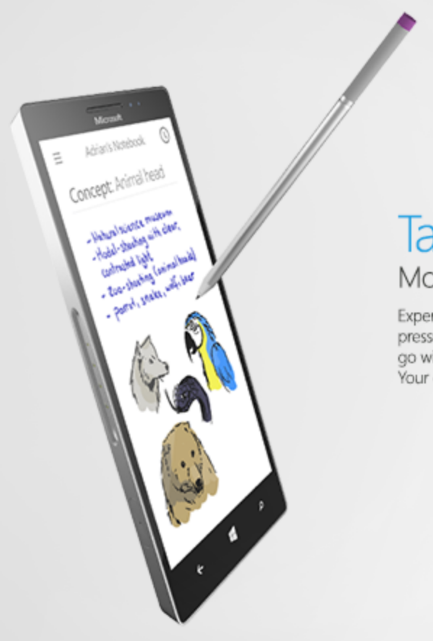 Microsoft
Adrian's Notebook
Concept: Animal head
- Natural science museum
- Model-shooting with clear,
contrasted light
- Zoo-shooting (animal heads)
- parrot, snake, wolf, bear
Ta
Mo
Exper
press
go w
Your